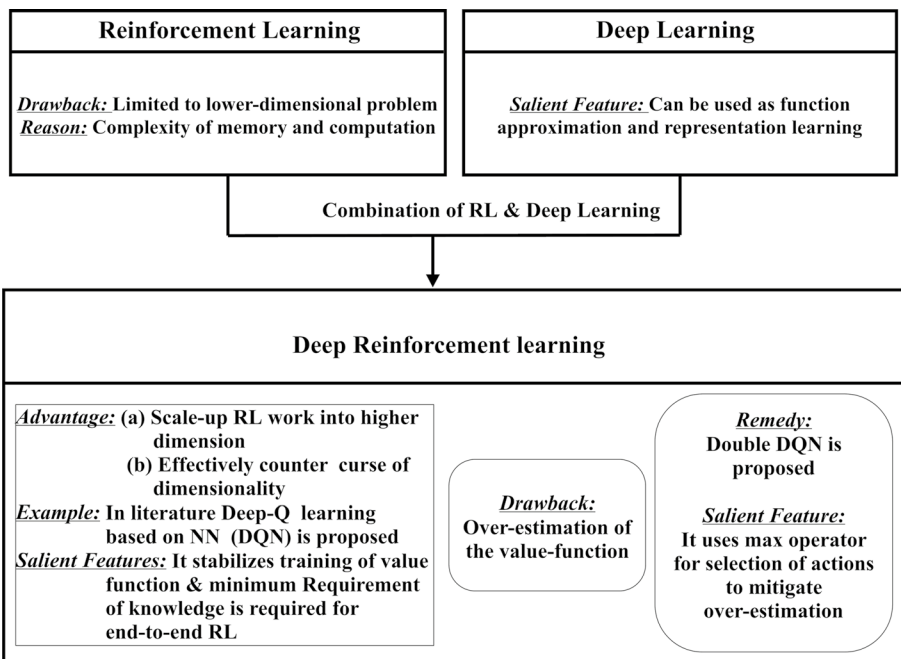 Reinforcement Learning
Drawback: Limited to lower-dimensional problem
Reason: Complexity of memory and computation
Deep Learning
Salient Feature: Can be used as function
approximation and representation learning
Combination of RL & Deep Learning
Deep Reinforcement learning
Advantage: (a) Scale-up RL work into higher
dimension
(b) Effectively counter curse of
dimensionality
Example: In literature Deep-Q learning
based on NN (DQN) is proposed
Salient Features: It stabilizes training of value
function & minimum Requirement
of knowledge is required for
end-to-end RL
Drawback:
Over-estimation of
the value-function
Remedy:
Double DQN is
proposed
Salient Feature:
It uses max operator
for selection of actions
to mitigate
over-estimation